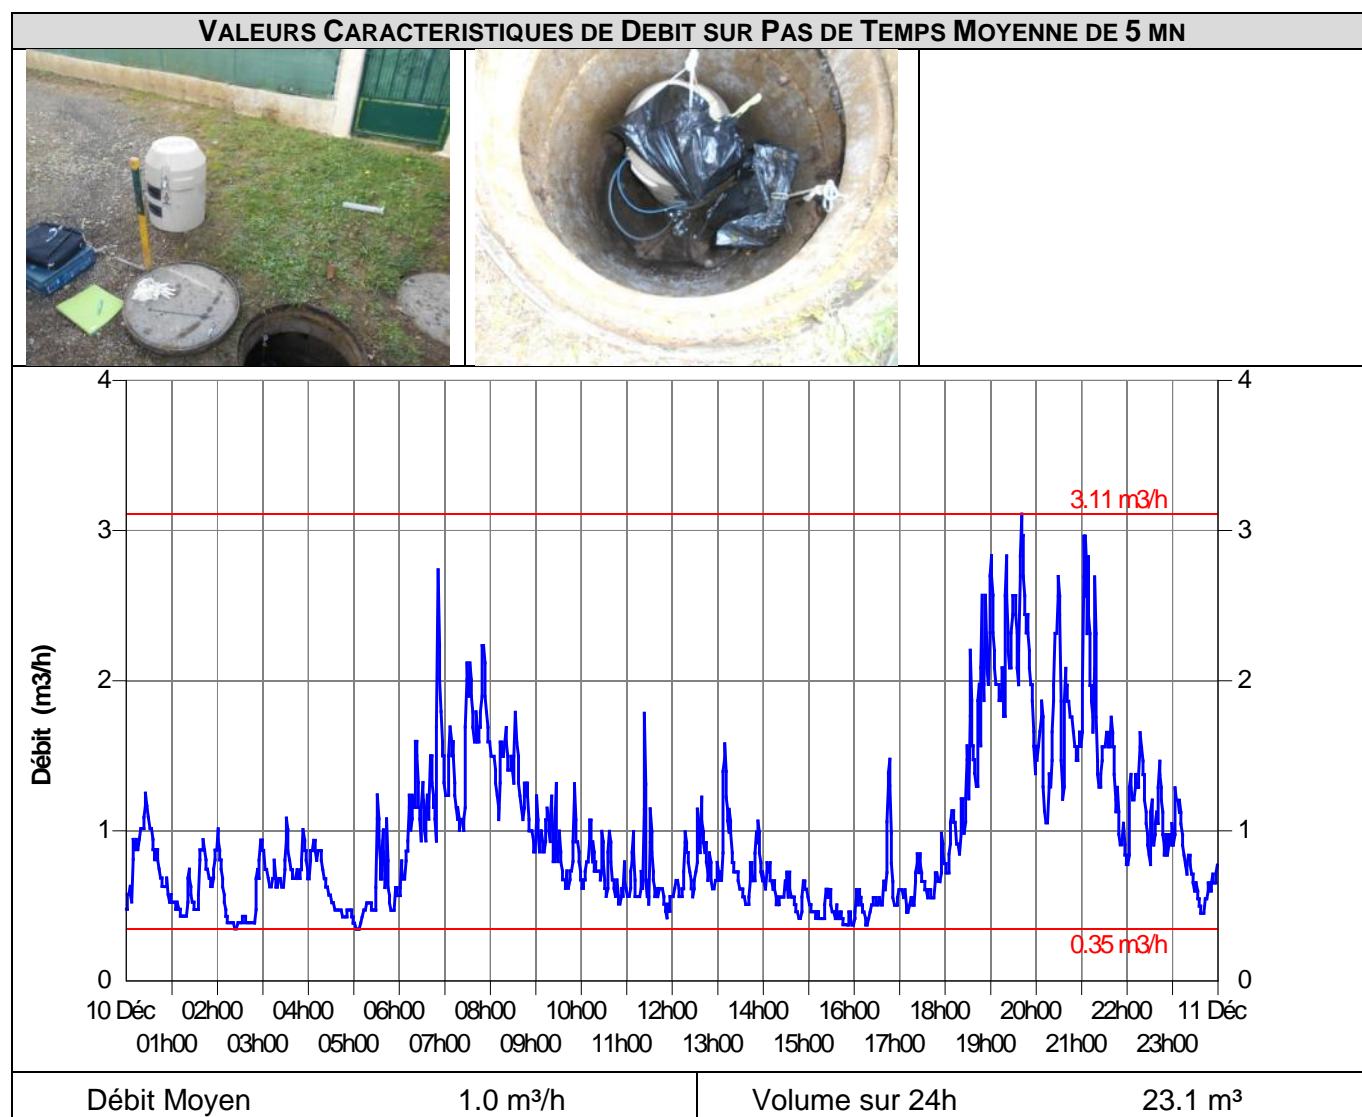 VALEURS CARACTERISTIQUES DE DEBIT SUR PAS DE TEMPS MOYENNE DE 5 MN
4 4
3.11 m3/h
3 3
Débit (m3/h)
2 2
1 1
0.35 m3/h
0 0
10 Déc 02h00 04h00 06h00 08h00 10h00 12h00 14h00 16h00 18h00 20h00 22h00 11 Déc
01h00 03h00 05h00 07h00 09h00 11h00 13h00 15h00 17h00 19h00 21h00 23h00
Débit Moyen 1.0 m³/h Volume sur 24h 23.1 m³